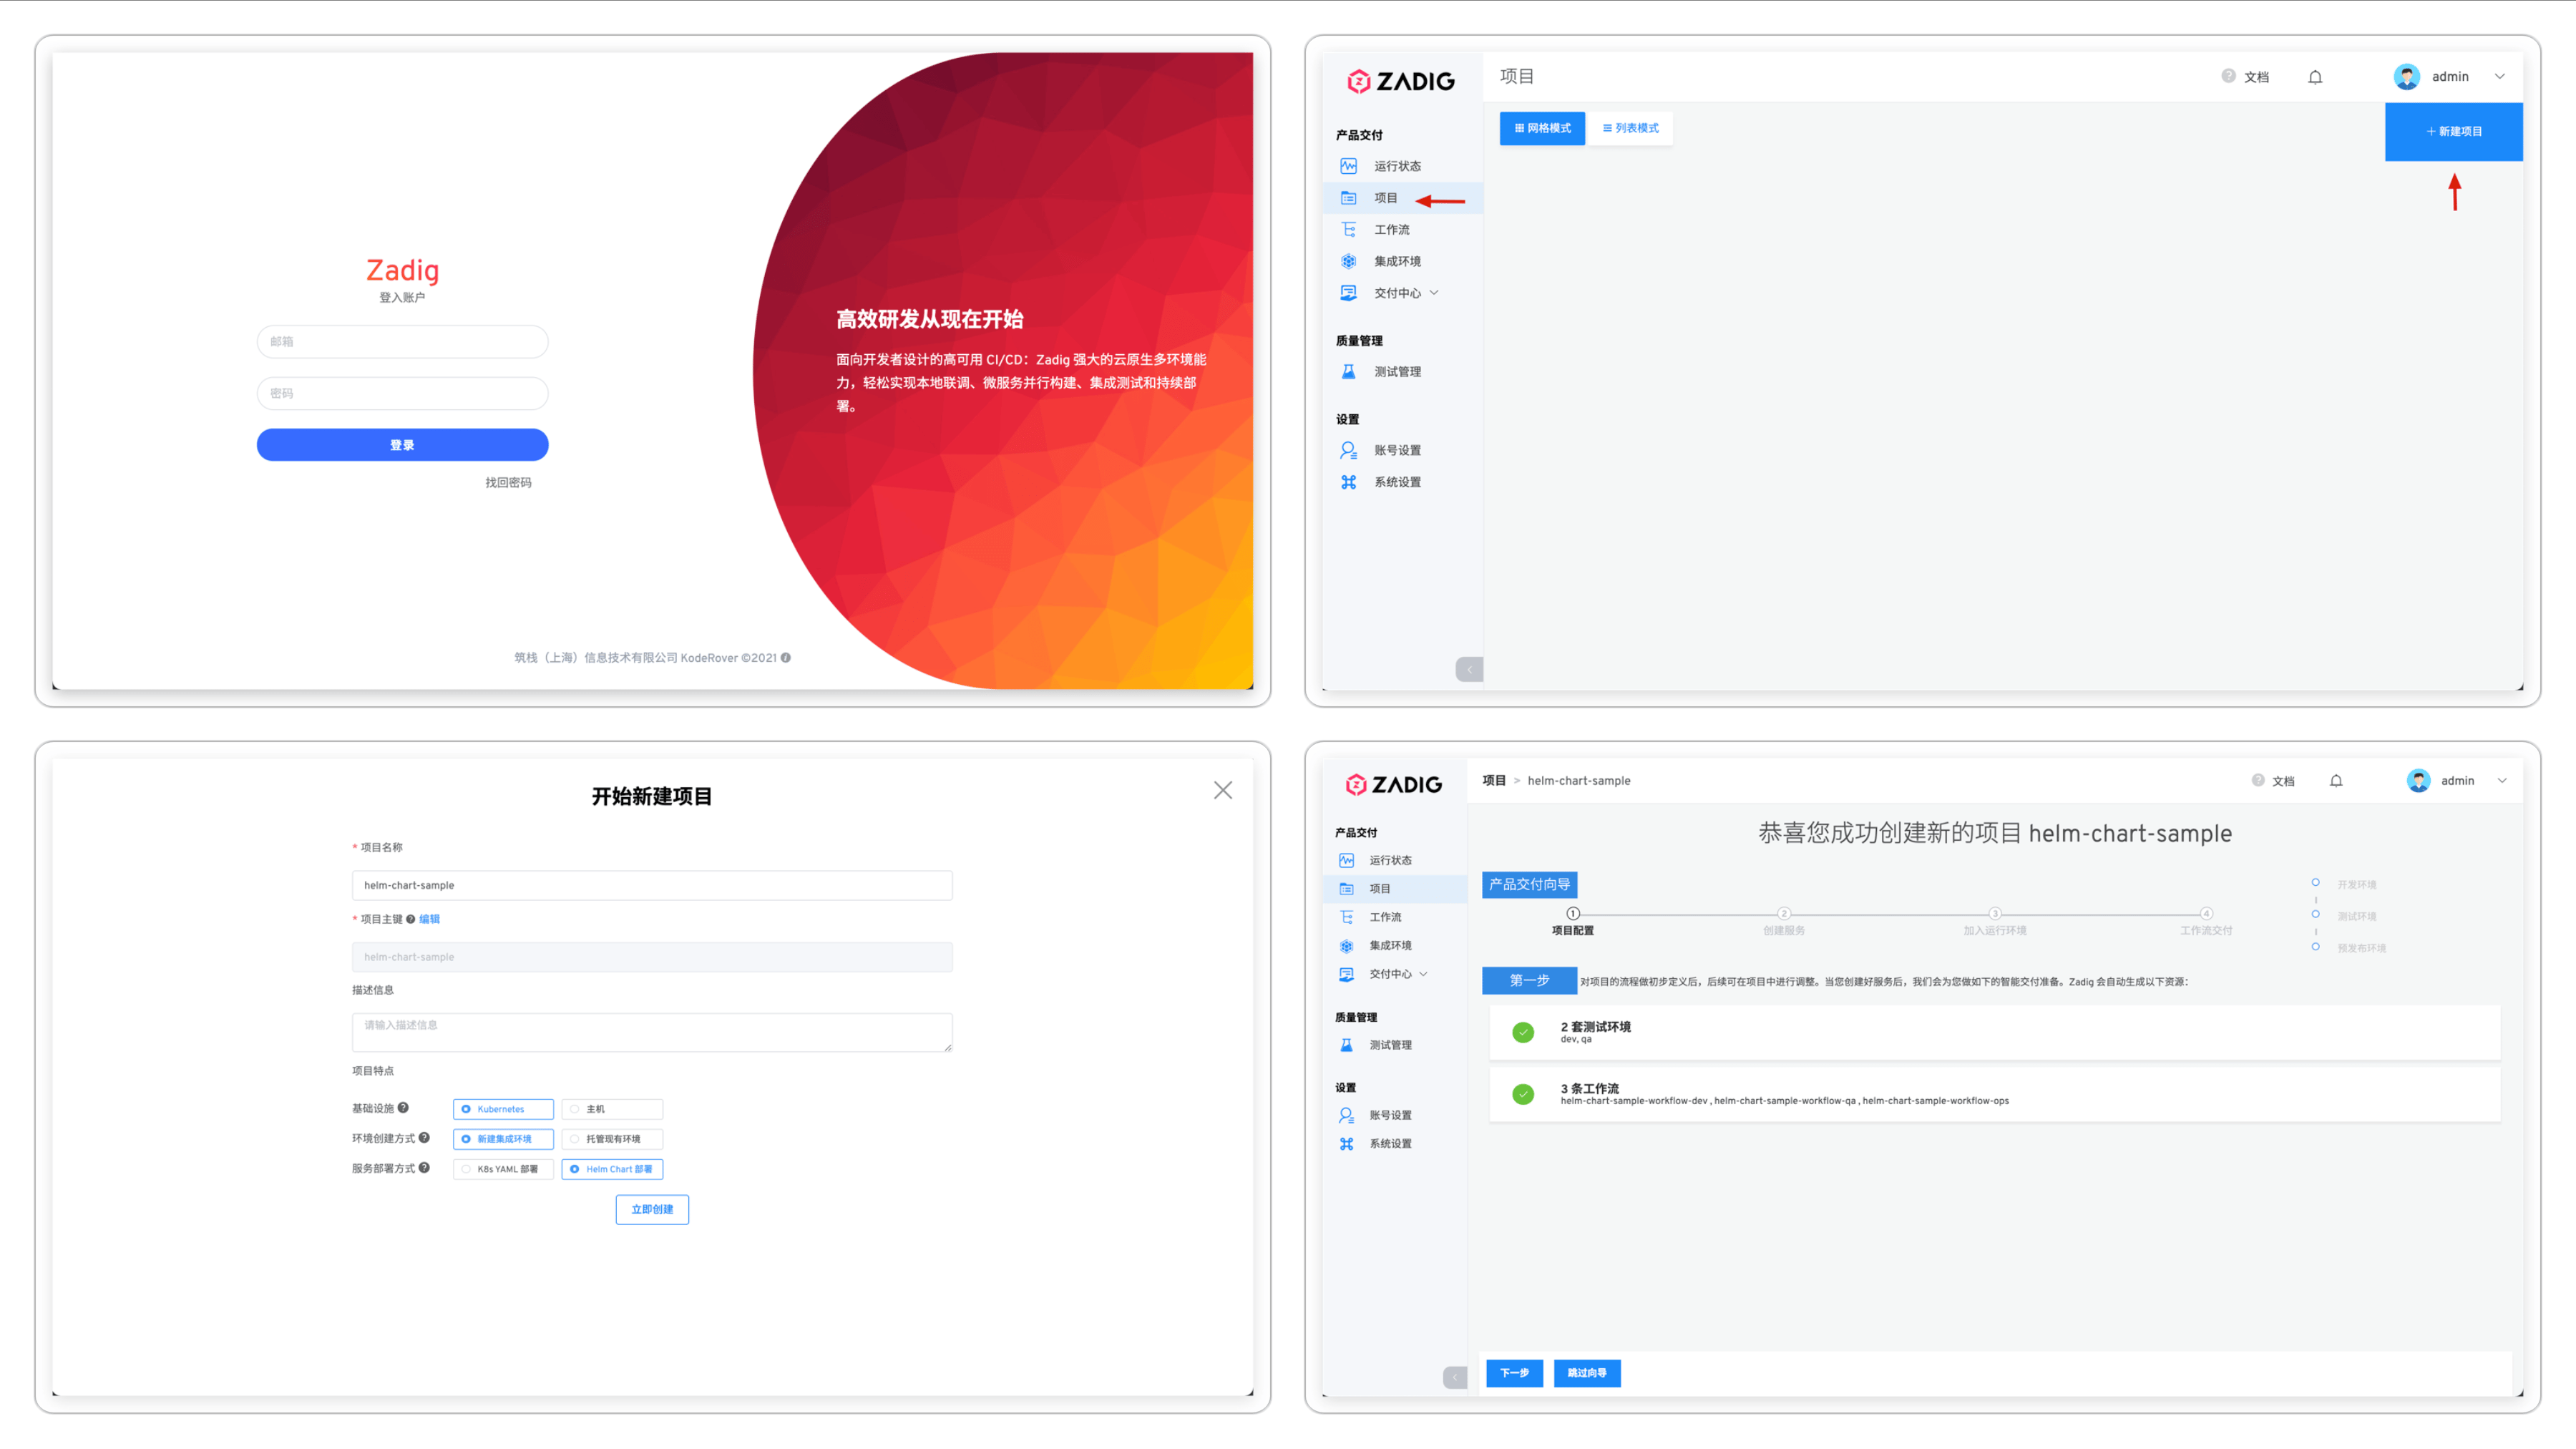 Zadig
登入账户
邮箱
密码
登录
找回密码
高效研发从现在开始
面向开发者设计的高可用 CI/CD：Zadig 强大的云原生多环境能
力，轻松实现本地联调、微服务并行构建、集成测试和持续部
署。
筑栈（上海）信息技术有限公司 KodeRover ©2021
ZADIG
项目
文档
admin
产品交付
运行状态
项目
工作流
集成环境
交付中心
质量管理
测试管理
设置
账号设置
系统设置
网格模式
列表模式
+ 新建项目
开始新建项目
* 项目名称
helm-chart-sample
* 项目主键 编辑
helm-chart-sample
描述信息
请输入描述信息
项目特点
基础设施 Kubernetes 主机
环境创建方式 新建集成环境 托管现有环境
服务部署方式 K8s YAML 部署 Helm Chart 部署
立即创建
ZADIG
项目 > helm-chart-sample
文档
admin
产品交付
运行状态
项目
工作流
集成环境
交付中心
质量管理
测试管理
设置
账号设置
系统设置
恭喜您成功创建新的项目 helm-chart-sample
产品交付向导
1 2 3 4
项目配置 创建服务 加入运行环境 工作流交付
开发环境
测试环境
预发布环境
第一步 对项目的流程做初步定义后，后续可在项目中进行调整。当您创建好服务后，我们会为您做如下的智能交付准备。Zadig 会自动生成以下资源：
2 套测试环境
dev, qa
3 条工作流
helm-chart-sample-workflow-dev , helm-chart-sample-workflow-qa , helm-chart-sample-workflow-ops
下一步 跳过向导